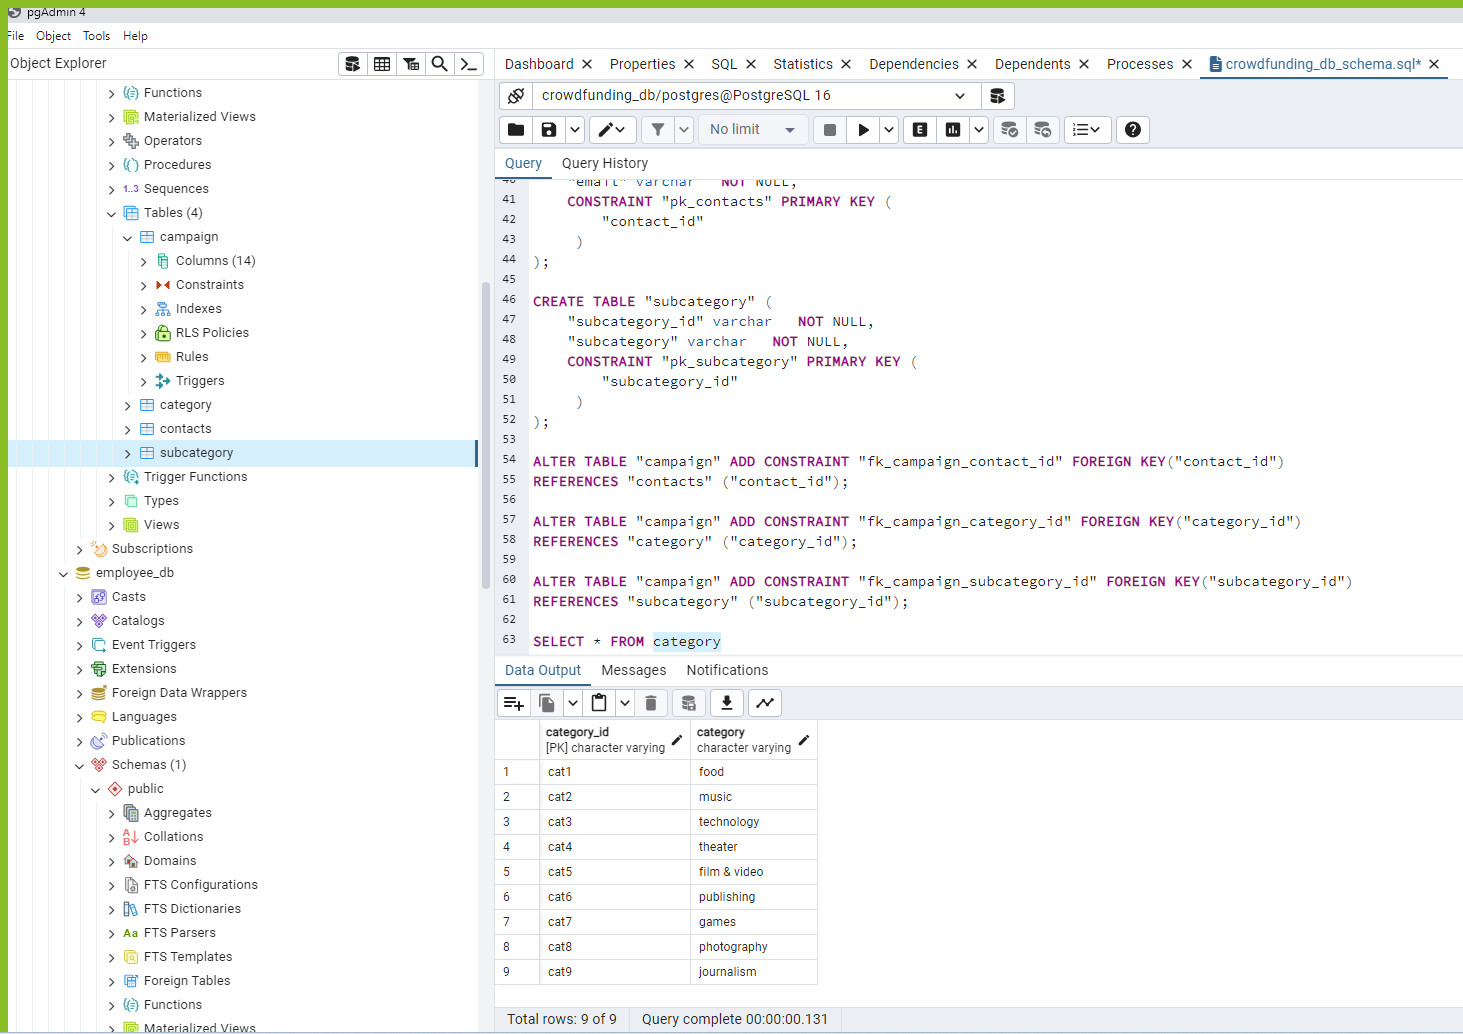 pgAdmin 4
File Object Tools Help
Object Explorer
Functions
Materialized Views
Operators
Procedures
1..3 Sequences
Tables (4)
campaign
Columns (14)
Constraints
Indexes
RLS Policies
Rules
Triggers
category
contacts
subcategory
Trigger Functions
Types
Views
Subscriptions
employee_db
Casts
Catalogs
Event Triggers
Extensions
Foreign Data Wrappers
Languages
Publications
Schemas (1)
public
Aggregates
Collations
Domains
FTS Configurations
FTS Dictionaries
Aa FTS Parsers
FTS Templates
Foreign Tables
Functions
Materialized Views
Dashboard Properties SQL Statistics Dependencies Dependents Processes crowdfunding_db_schema.sql*
crowdfunding_db/postgres@PostgreSQL 16
No limit E
Query Query History
40 "email" varchar NOT NULL,
41 CONSTRAINT "pk_contacts" PRIMARY KEY (
42 "contact_id"
43 )
44 );
45
46 CREATE TABLE "subcategory" (
47 "subcategory_id" varchar NOT NULL,
48 "subcategory" varchar NOT NULL,
49 CONSTRAINT "pk_subcategory" PRIMARY KEY (
50 "subcategory_id"
51 )
52 );
53
54 ALTER TABLE "campaign" ADD CONSTRAINT "fk_campaign_contact_id" FOREIGN KEY("contact_id")
55 REFERENCES "contacts" ("contact_id");
56
57 ALTER TABLE "campaign" ADD CONSTRAINT "fk_campaign_category_id" FOREIGN KEY("category_id")
58 REFERENCES "category" ("category_id");
59
60 ALTER TABLE "campaign" ADD CONSTRAINT "fk_campaign_subcategory_id" FOREIGN KEY("subcategory_id")
61 REFERENCES "subcategory" ("subcategory_id");
62
63 SELECT * FROM category
Data Output Messages Notifications
category_id category
[PK] character varying character varying
1 cat1 food
2 cat2 music
3 cat3 technology
4 cat4 theater
5 cat5 film & video
6 cat6 publishing
7 cat7 games
8 cat8 photography
9 cat9 journalism
Total rows: 9 of 9 Query complete 00:00:00.131